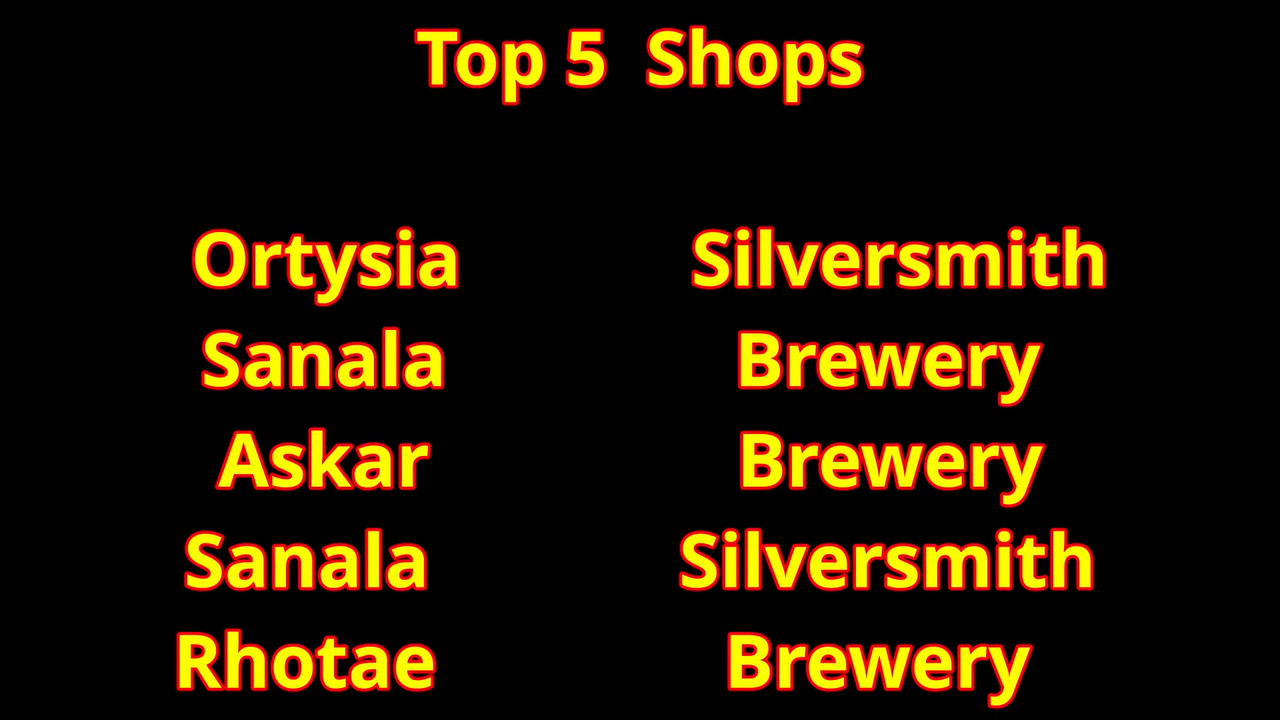 Top 5 Shops
Ortysia Silversmith
Sanala Brewery
Askar Brewery
Sanala Silversmith
Rhotae Brewery